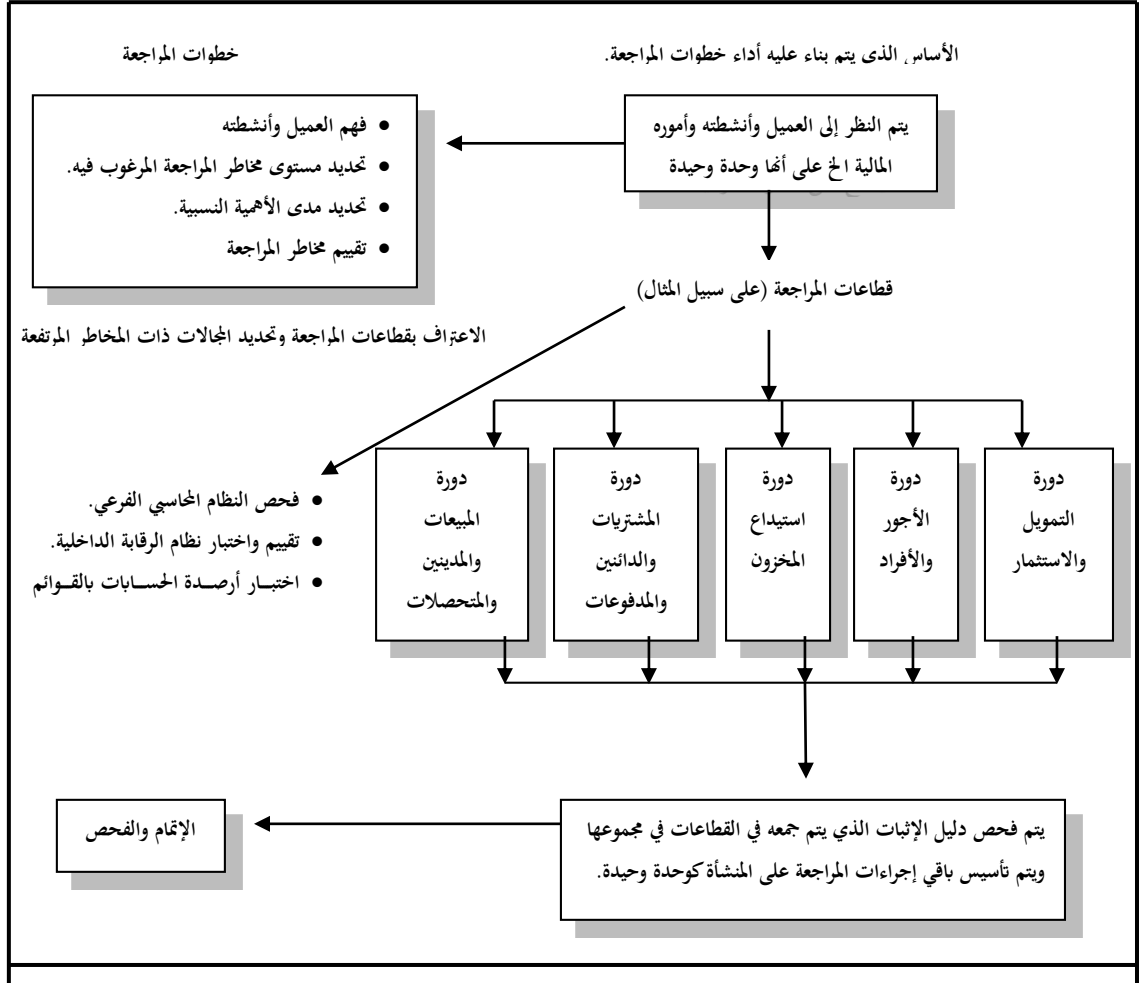 الأساس الذى يتم بناء عليه أداء خطوات المراجعة.
خطوات المراجعة
يتم النظر إلى العميل وأنشطته وأموره
المالية الخ على أنها وحدة وحيدة
• فهم العميل وأنشطته
• تحديد مستوى مخاطر المراجعة المرغوب فيه.
• تحديد مدى الأهمية النسبية.
• تقييم مخاطر المراجعة
قطاعات المراجعة (على سبيل المثال)
الاعتراف بقطاعات المراجعة وتحديد المجالات ذات المخاطر المرتفعة
دورة
التمويل
والاستثمار
دورة
الأجور
والأفراد
دورة
استيداع
المخزون
دورة
المشتريات
والدائنين
والمدفوعات
دورة
المبيعات
والمدينين
والمتحصلات
• فحص النظام المحاسبي الفرعي.
• تقييم واختبار نظام الرقابة الداخلية.
• اختبــار أرصــدة الحســابات بالقــوائم
يتم فحص دليل الإثبات الذي يتم جمعه في القطاعات في مجموعها
ويتم تأسيس باقي إجراءات المراجعة على المنشأة كوحدة وحيدة.
الإتمام والفحص